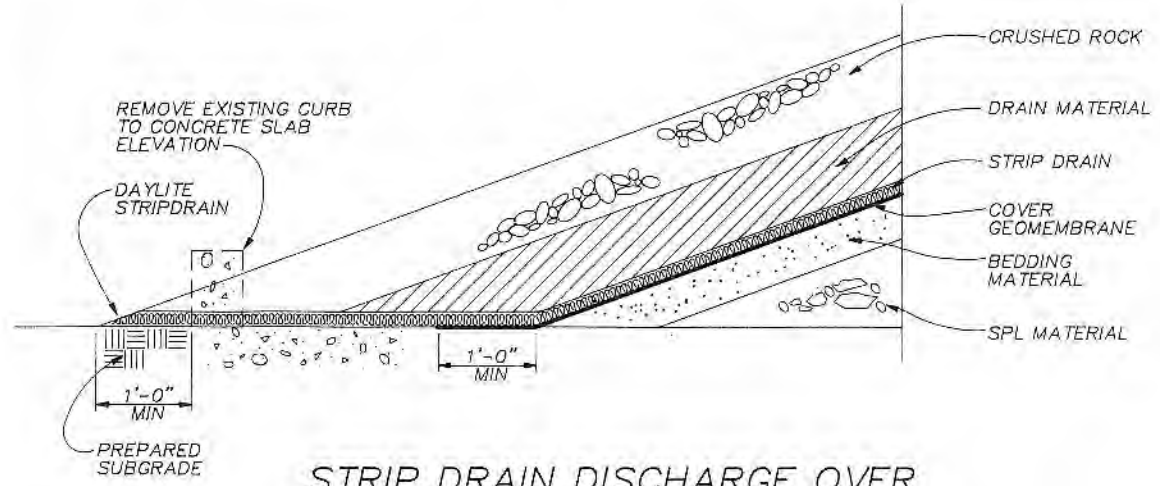 CRUSHED ROCK
DRAIN MATERIAL
STRIP DRAIN
COVER
GEOMEMBRANE
BEDDING
MATERIAL
SPL MATERIAL
REMOVE EXISTING CURB
TO CONCRETE SLAB
ELEVATION
DAYLITE
STRIPDRAIN
1'-0"
MIN
1'-0"
MIN
PREPARED
SUBGRADE
STRIP DRAIN DISCHARGE OVER